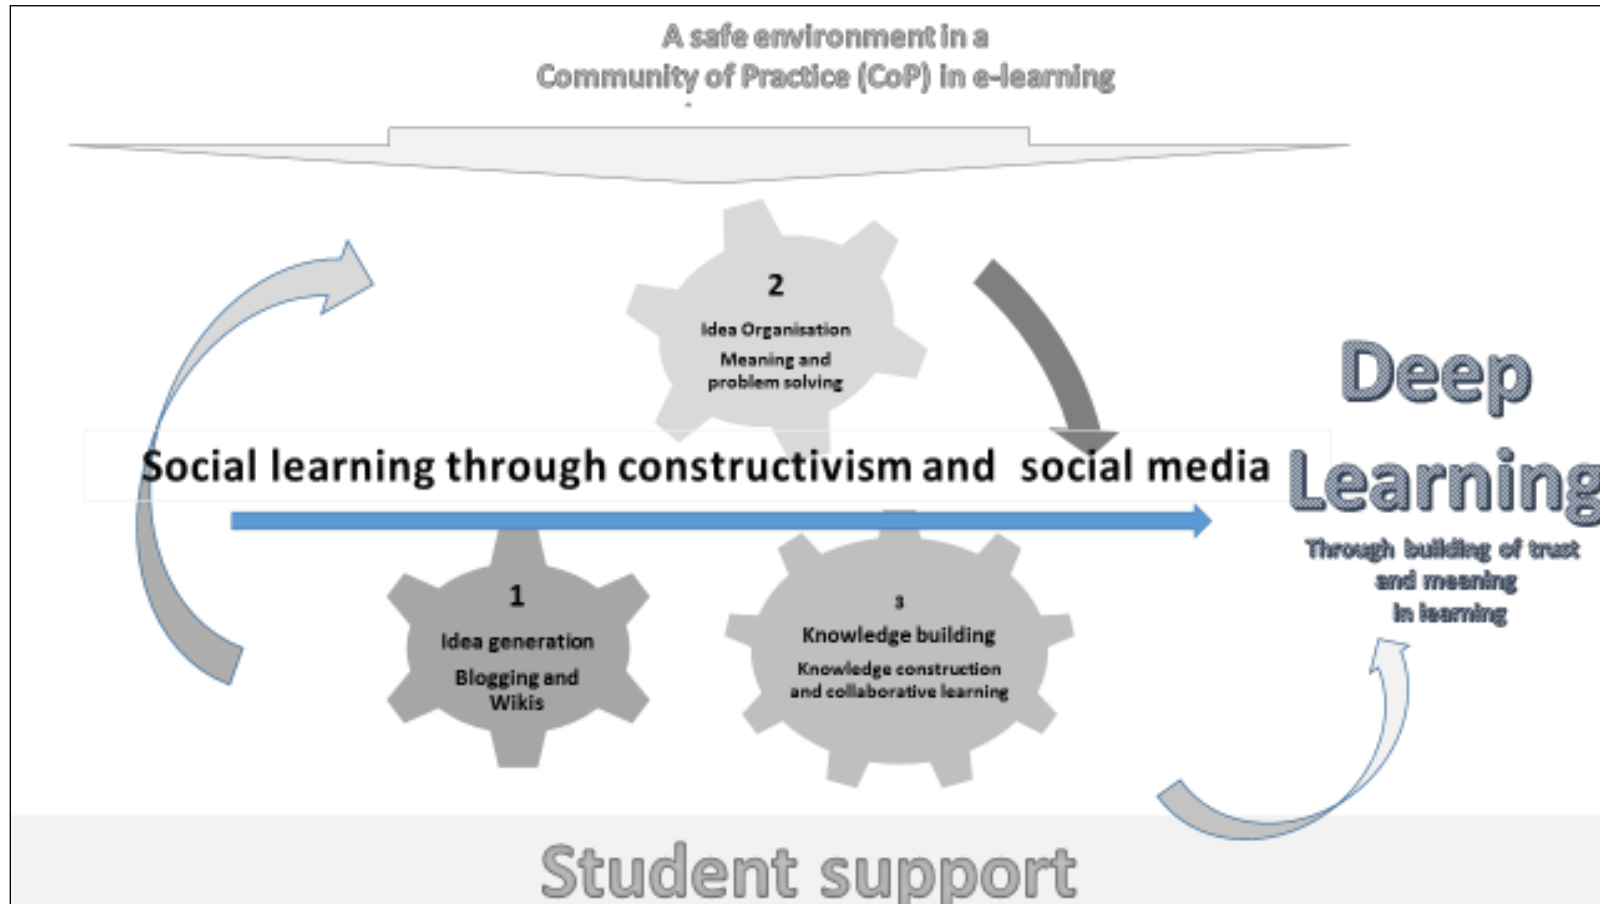 A safe environment in a
Community of Practice (CoP) in e-learning
2
Idea Organisation
Meaning and
problem solving
Social learning through constructivism and social media
Deep
Learning
Through building of trust
and meaning
in learning
1
Idea generation
Blogging and
Wikis
3
Knowledge building
Knowledge construction
and collaborative learning
Student support